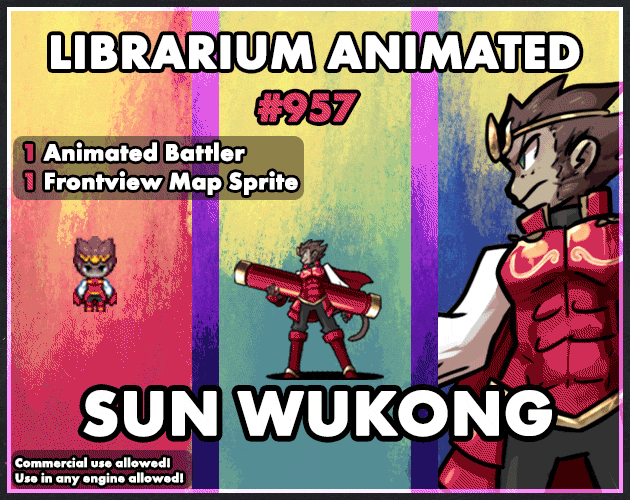 LIBRARIUM ANIMATED
#957
1 Animated Battler
1 Frontview Map Sprite
SUN WUKONG
Commercial use allowed!
Use in any engine allowed!